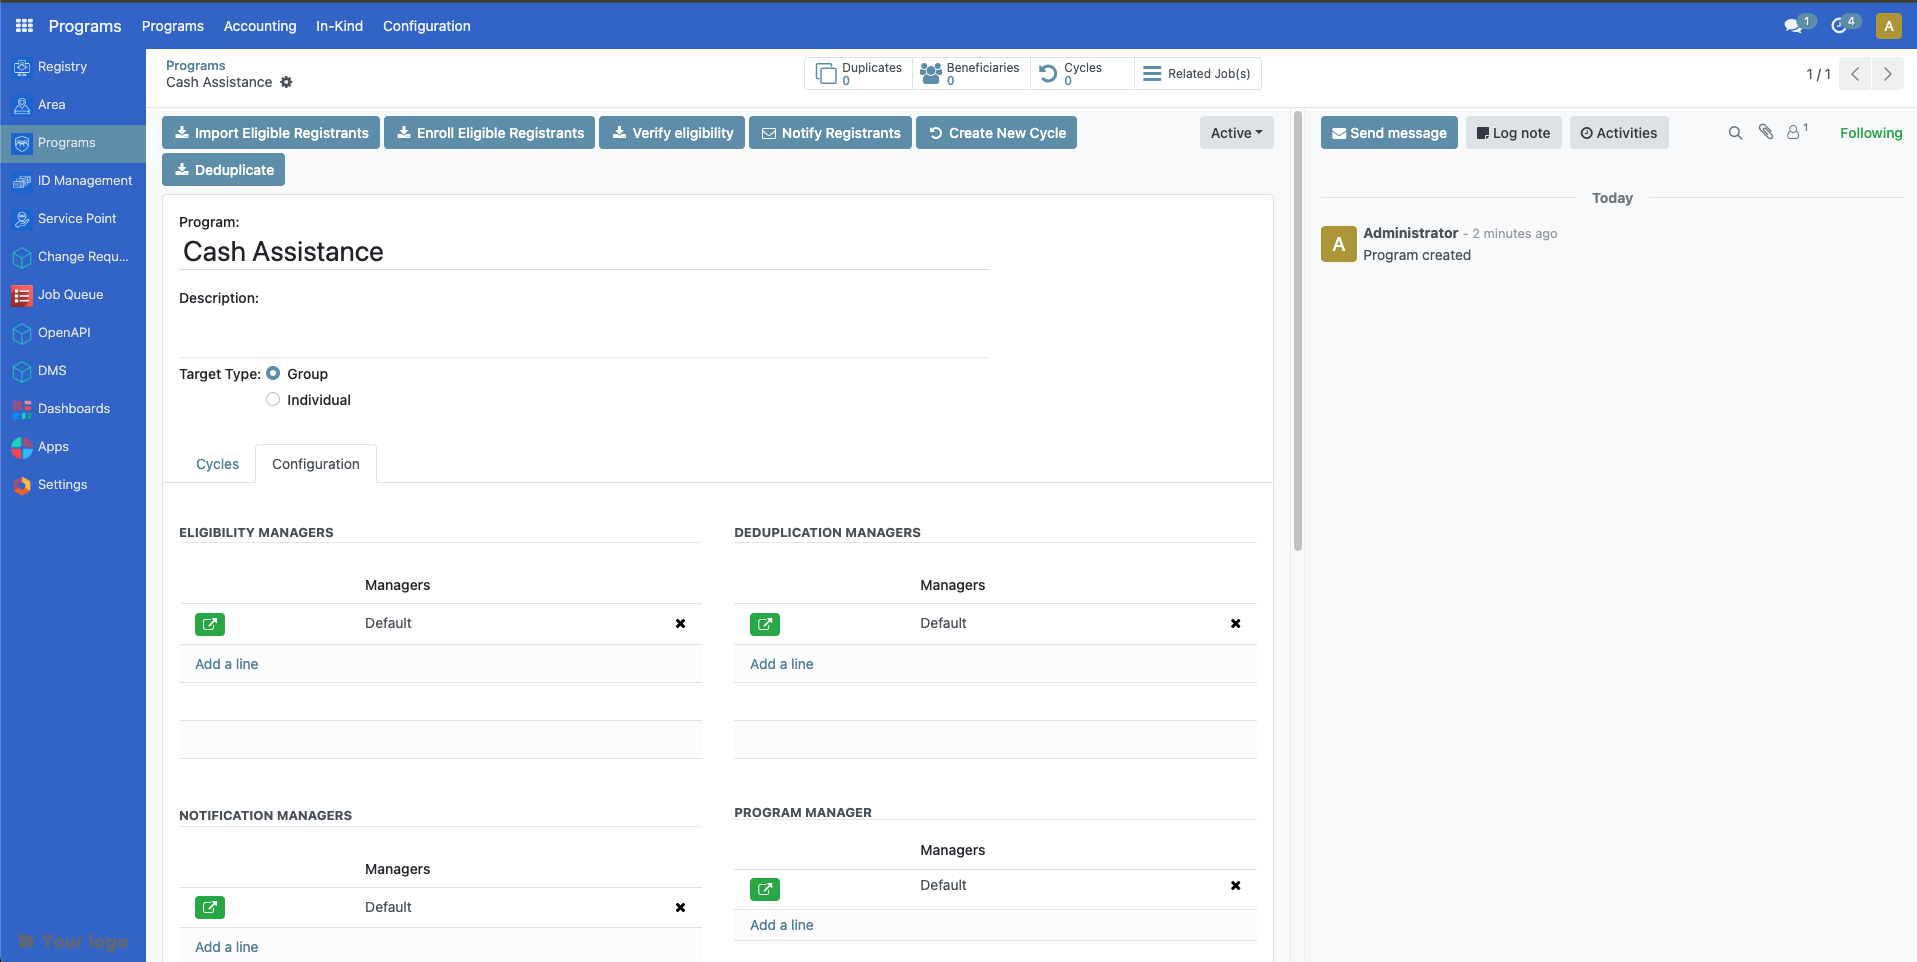 Programs Programs Accounting In-Kind Configuration 1 4 A
Registry
Area
Programs
ID Management
Service Point
Change Requ...
Job Queue
OpenAPI
DMS
Dashboards
Apps
Settings
Your logo
Programs
Cash Assistance
Duplicates
0
Beneficiaries
0
Cycles
0
Related Job(s)
1 / 1
Import Eligible Registrants Enroll Eligible Registrants Verify eligibility Notify Registrants Create New Cycle Active
Deduplicate
Program:
Cash Assistance
Description:
Target Type: Group
Individual
Cycles Configuration
ELIGIBILITY MANAGERS
Managers
Default
Add a line
DEDUPLICATION MANAGERS
Managers
Default
Add a line
NOTIFICATION MANAGERS
Managers
Default
Add a line
PROGRAM MANAGER
Managers
Default
Add a line
Send message Log note Activities 1 Following
Today
A
Administrator - 2 minutes ago
Program created